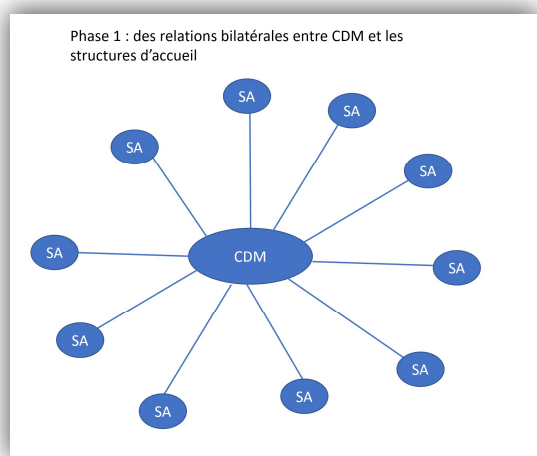 Phase 1 : des relations bilatérales entre CDM et les
structures d’accueil
SA
SA
SA
SA
SA
CDM
SA
SA
SA
SA
SA